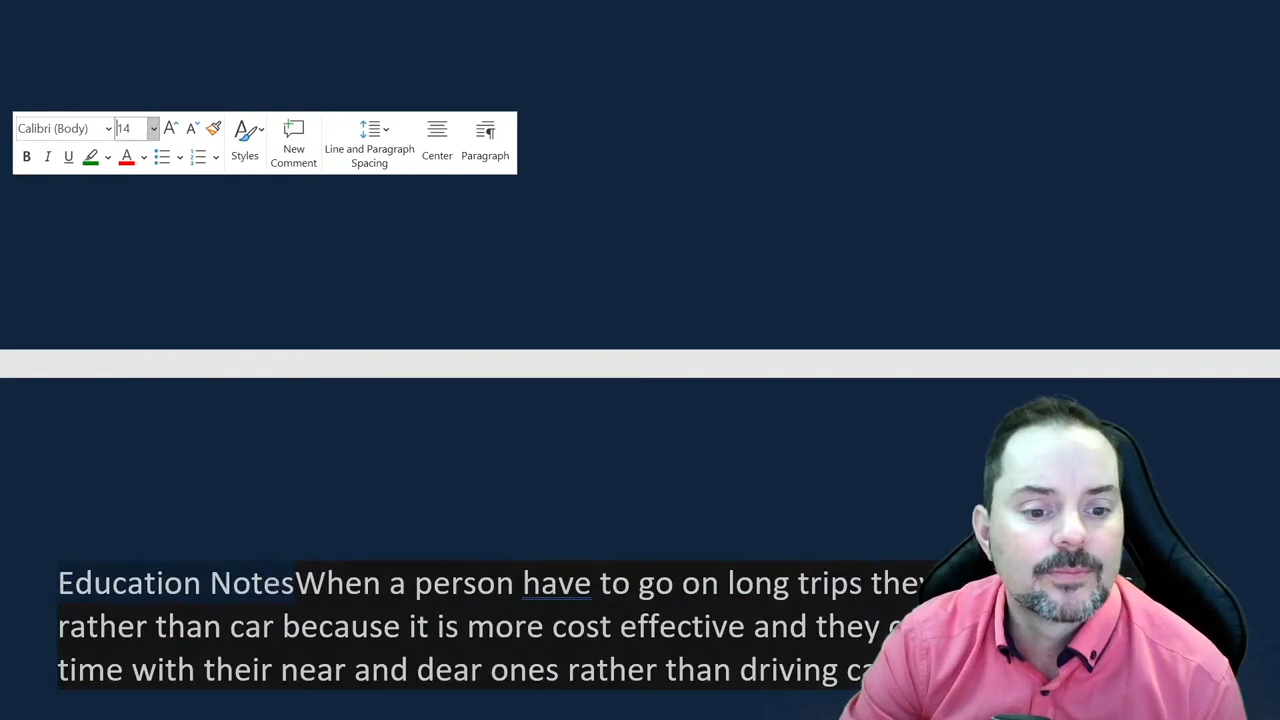 Calibri (Body) 14
Styles
New Comment
Line and Paragraph Spacing
Center
Paragraph
B I U A
Education NotesWhen a person have to go on long trips they
rather than car because it is more cost effective and they
time with their near and dear ones rather than driving